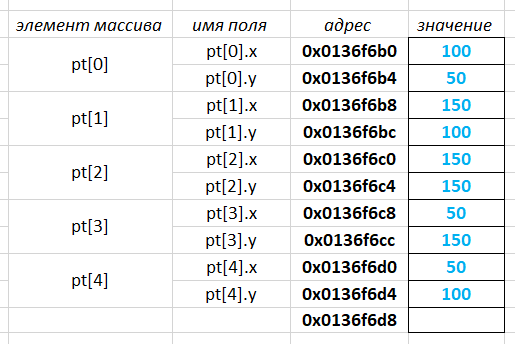 элемент массива имя поля адрес значение
pt[0] pt[0].x 0x0136f6b0 100
pt[0].y 0x0136f6b4 50
pt[1] pt[1].x 0x0136f6b8 150
pt[1].y 0x0136f6bc 100
pt[2] pt[2].x 0x0136f6c0 150
pt[2].y 0x0136f6c4 150
pt[3] pt[3].x 0x0136f6c8 50
pt[3].y 0x0136f6cc 150
pt[4] pt[4].x 0x0136f6d0 50
pt[4].y 0x0136f6d4 100
0x0136f6d8